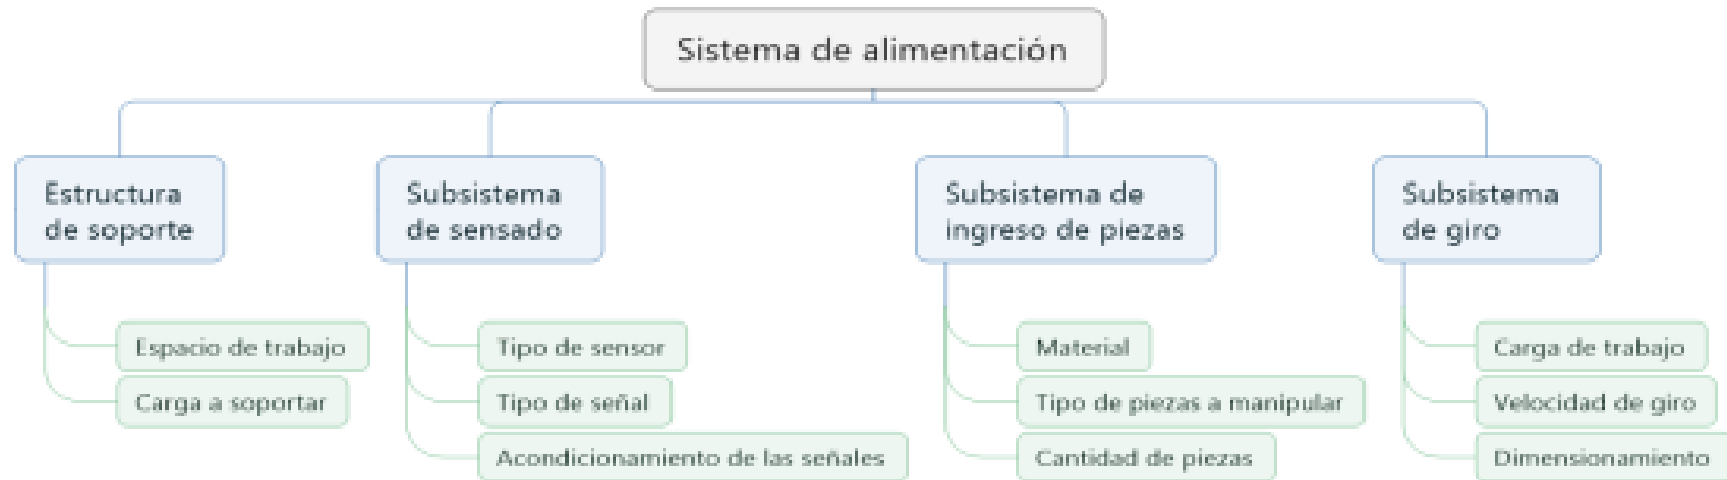 Sistema de alimentación
Estructura
de soporte
Espacio de trabajo
Carga a soportar
Subsistema
de sensado
Tipo de sensor
Tipo de señal
Acondicionamiento de las señales
Subsistema de
ingreso de piezas
Material
Tipo de piezas a manipular
Cantidad de piezas
Subsistema
de giro
Carga de trabajo
Velocidad de giro
Dimensionamiento